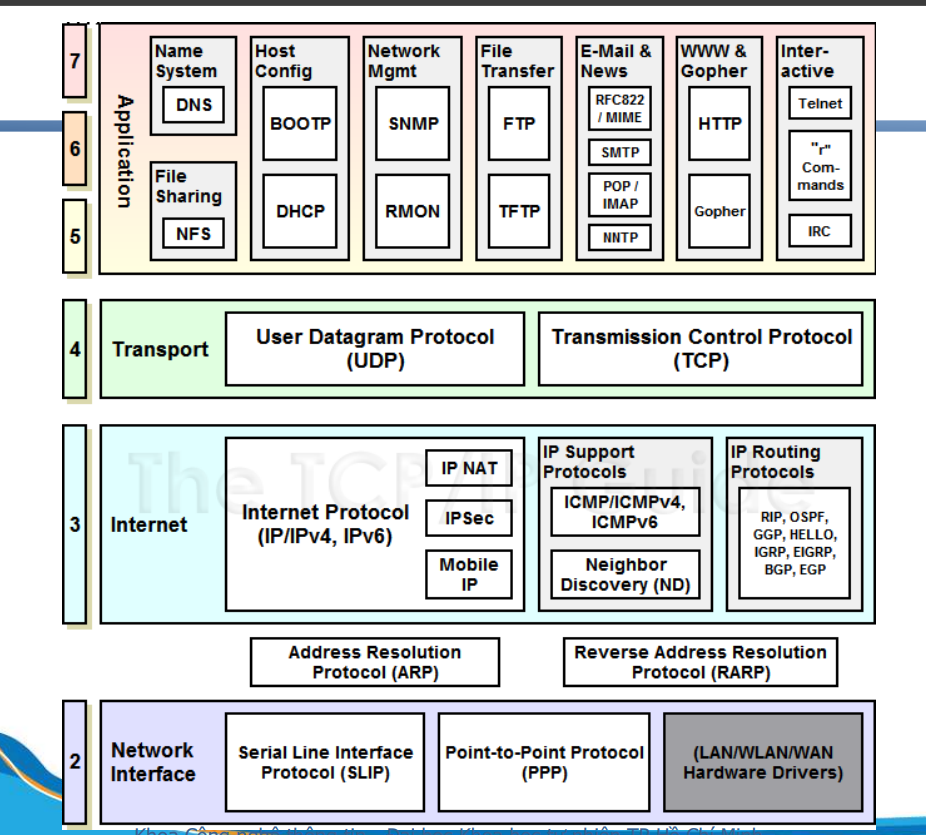 7
6
5
Application
Name
System
DNS
File
Sharing
NFS
Host
Config
BOOTP
DHCP
Network
Mgmt
SNMP
RMON
File
Transfer
FTP
TFTP
E-Mail &
News
RFC822
/ MIME
SMTP
POP /
IMAP
NNTP
WWW &
Gopher
HTTP
Gopher
Inter-
active
Telnet
"r"
Com-
mands
IRC
4
Transport
User Datagram Protocol
(UDP)
Transmission Control Protocol
(TCP)
The TCP/IP Guide
3
Internet
Internet Protocol
(IP/IPv4, IPv6)
IP NAT
IPSec
Mobile
IP
IP Support
Protocols
ICMP/ICMPv4,
ICMPv6
Neighbor
Discovery (ND)
IP Routing
Protocols
RIP, OSPF,
GGP, HELLO,
IGRP, EIGRP,
BGP, EGP
Address Resolution
Protocol (ARP)
Reverse Address Resolution
Protocol (RARP)
2
Network
Interface
Serial Line Interface
Protocol (SLIP)
Point-to-Point Protocol
(PPP)
(LAN/WLAN/WAN
Hardware Drivers)